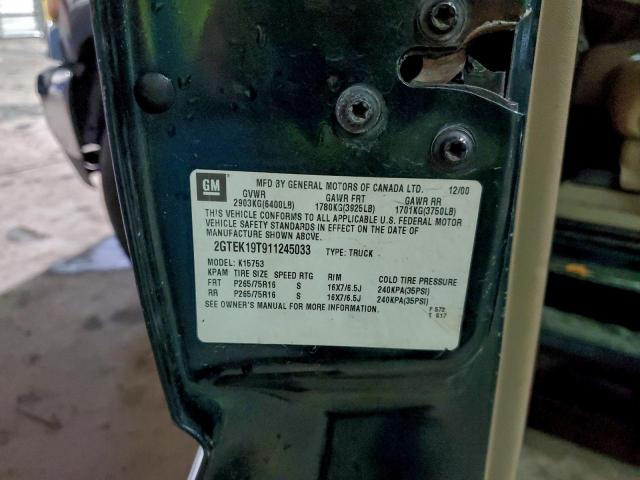 GM MFD BY GENERAL MOTORS OF CANADA LTD. 12/00
GVWR GAWR FRT GAWR RR
2903KG(6400LB) 1780KG(3925LB) 1701KG(3750LB)
THIS VEHICLE CONFORMS TO ALL APPLICABLE U.S. FEDERAL MOTOR
VEHICLE SAFETY STANDARDS IN EFFECT ON THE DATE OF
MANUFACTURE SHOWN ABOVE.
2GTEK19T911245033 TYPE: TRUCK
MODEL: K15753
KPAM TIRE SIZE SPEED RTG RIM COLD TIRE PRESSURE
FRT P265/75R16 S 16X7/6.5J 240KPA(35PSI)
RR P265/75R16 S 16X7/6.5J 240KPA(35PSI)
SEE OWNER'S MANUAL FOR MORE INFORMATION.
F 572
T 617